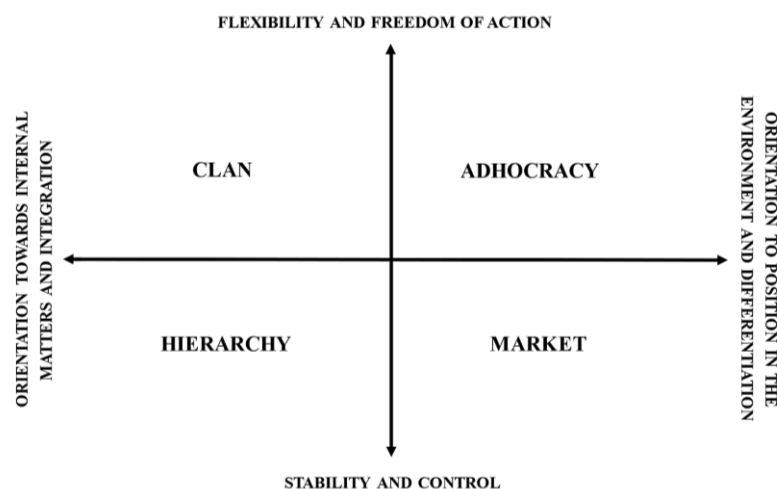 FLEXIBILITY AND FREEDOM OF ACTION
ORIENTATION TOWARDS INTERNAL
MATTERS AND INTEGRATION
CLAN
ADHOCRACY
ORIENTATION TO POSITION IN THE
ENVIRONMENT AND DIFFERENTIATION
HIERARCHY
MARKET
STABILITY AND CONTROL